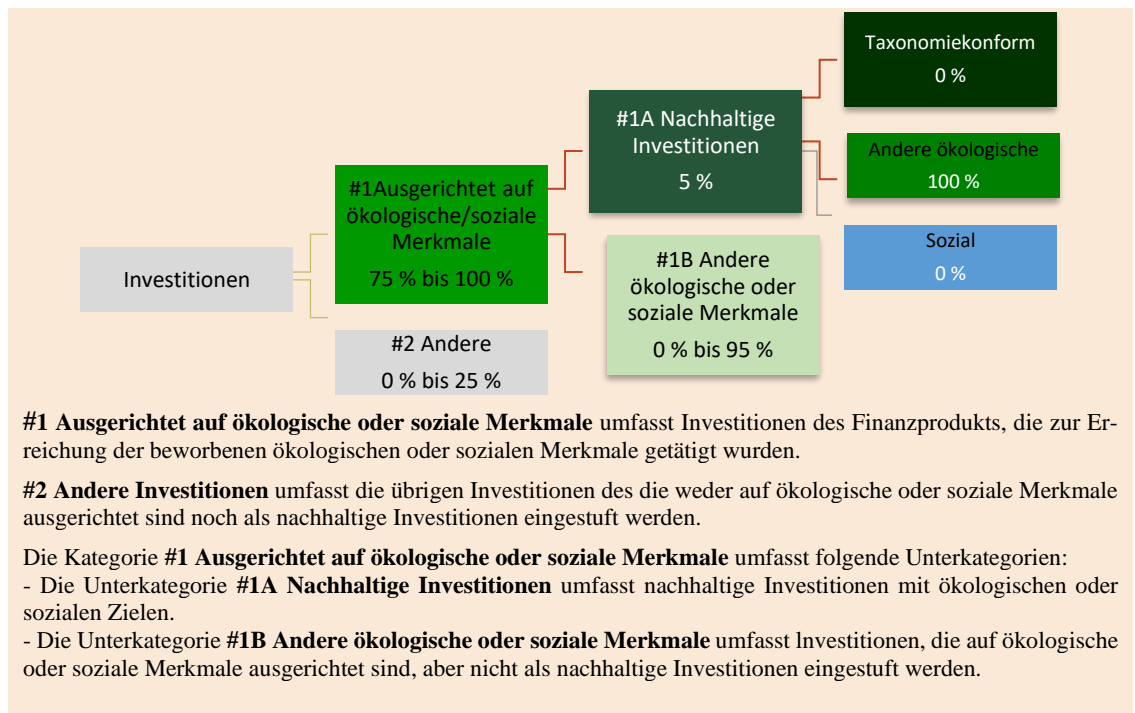 Taxonomiekonform
0 %
#1A Nachhaltige
Investitionen
5 %
Andere ökologische
100 %
#1Ausgerichtet auf
ökologische/soziale
Merkmale
75 % bis 100 %
Sozial
0 %
Investitionen
#1B Andere
ökologische oder
soziale Merkmale
0 % bis 95 %
#2 Andere
0 % bis 25 %
#1 Ausgerichtet auf ökologische oder soziale Merkmale umfasst Investitionen des Finanzprodukts, die zur Er-
reichung der beworbenen ökologischen oder sozialen Merkmale getätigt wurden.
#2 Andere Investitionen umfasst die übrigen Investitionen des die weder auf ökologische oder soziale Merkmale
ausgerichtet sind noch als nachhaltige Investitionen eingestuft werden.
Die Kategorie #1 Ausgerichtet auf ökologische oder soziale Merkmale umfasst folgende Unterkategorien:
- Die Unterkategorie #1A Nachhaltige Investitionen umfasst nachhaltige Investitionen mit ökologischen oder
sozialen Zielen.
- Die Unterkategorie #1B Andere ökologische oder soziale Merkmale umfasst lnvestitionen, die auf ökologische
oder soziale Merkmale ausgerichtet sind, aber nicht als nachhaltige Investitionen eingestuft werden.